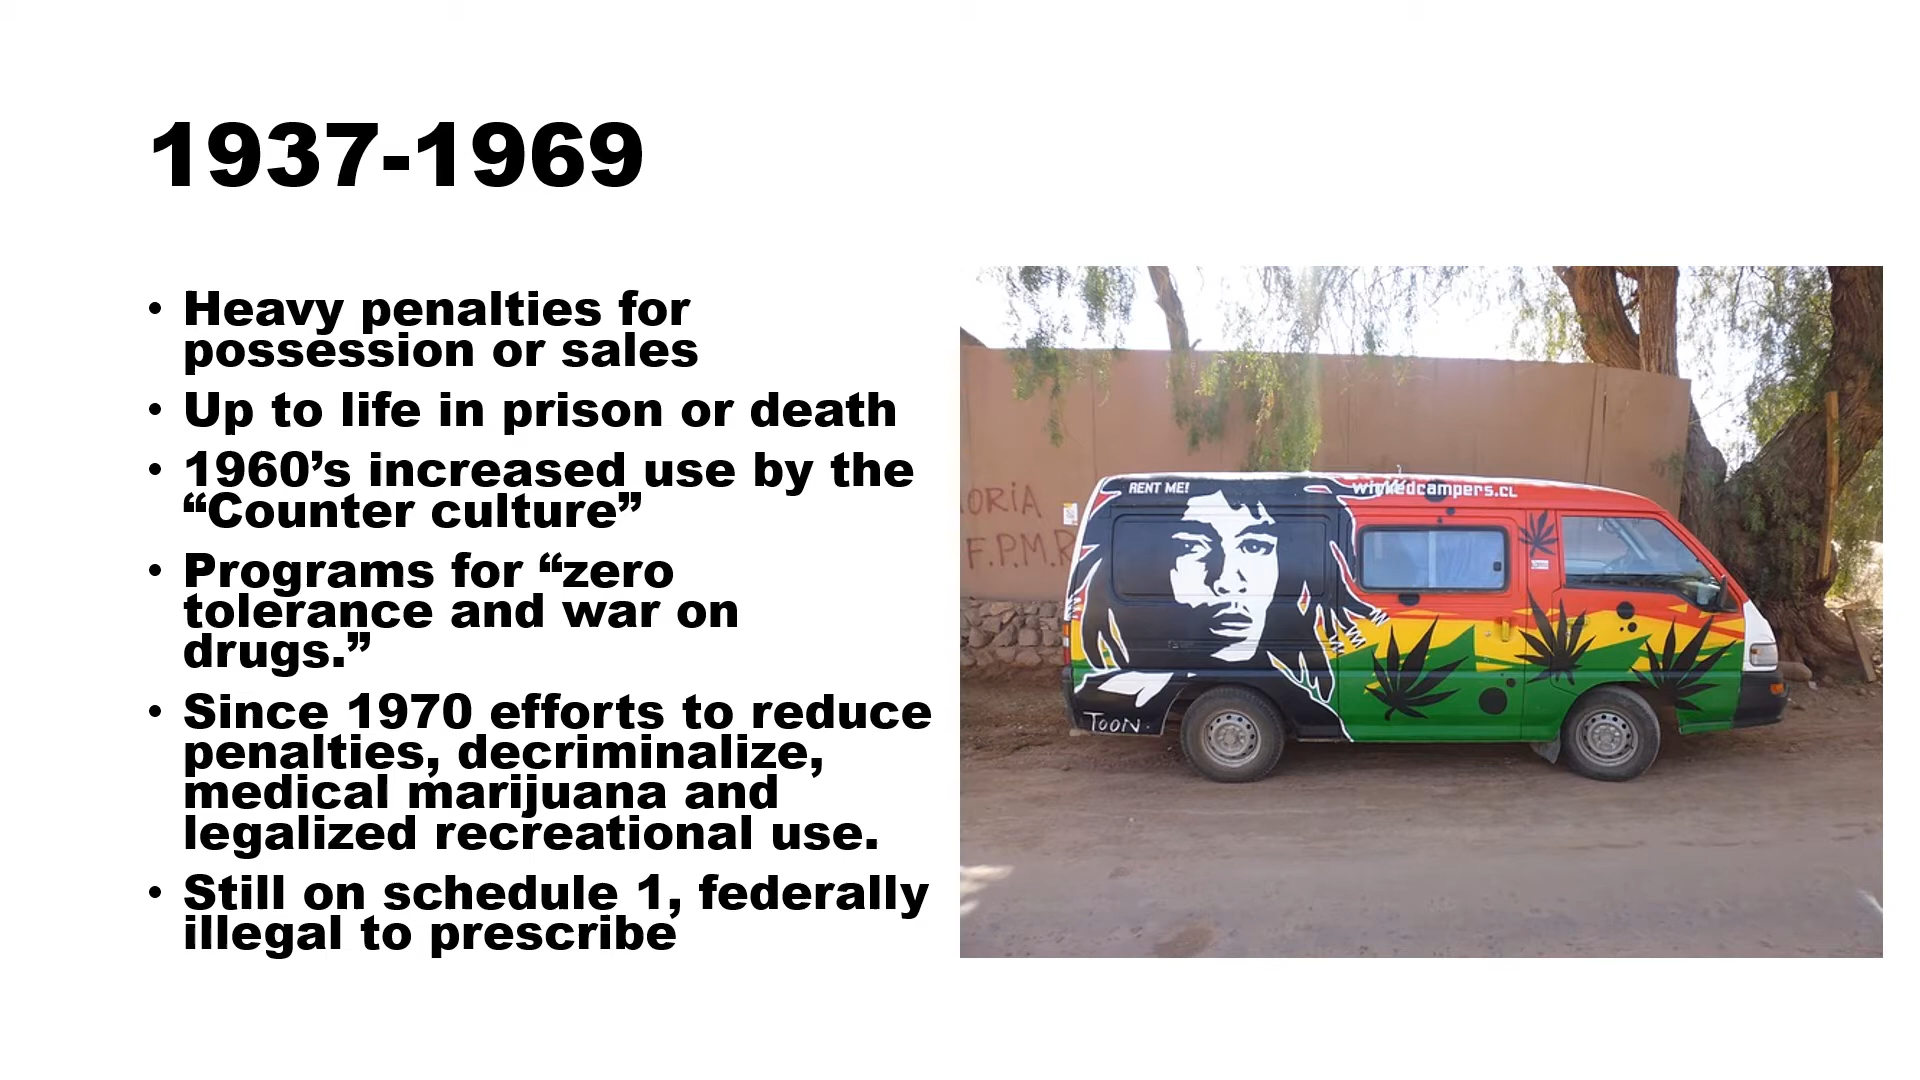 1937-1969
• Heavy penalties for
possession or sales
• Up to life in prison or death
• 1960’s increased use by the
“Counter culture”
• Programs for “zero
tolerance and war on
drugs.”
• Since 1970 efforts to reduce
penalties, decriminalize,
medical marijuana and
legalized recreational use.
• Still on schedule 1, federally
illegal to prescribe
RENT ME!
wickedcampers.cl
ORiA
F.P.M.R
TOON.